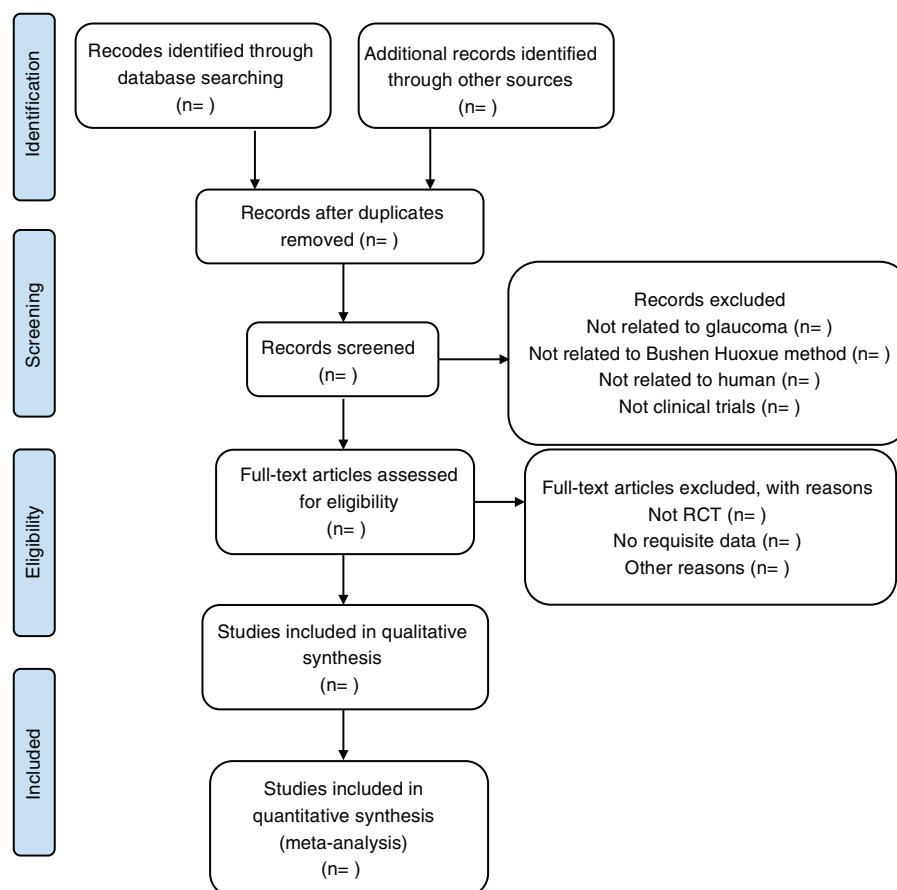 Identification
Recodes identified through
database searching
(n= )
Additional records identified
through other sources
(n= )
Records after duplicates
removed (n= )
Screening
Records screened
(n= )
Records excluded
Not related to glaucoma (n= )
Not related to Bushen Huoxue method (n= )
Not related to human (n= )
Not clinical trials (n= )
Eligibility
Full-text articles assessed
for eligibility
(n= )
Full-text articles excluded, with reasons
Not RCT (n= )
No requisite data (n= )
Other reasons (n= )
Studies included in qualitative
synthesis
(n= )
Included
Studies included in
quantitative synthesis
(meta-analysis)
(n= )